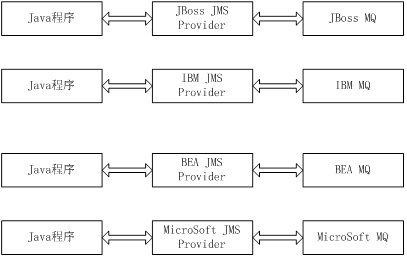 Java程序
JBoss JMS
Provider
JBoss MQ
Java程序
IBM JMS
Provider
IBM MQ
Java程序
BEA JMS
Provider
BEA MQ
Java程序
MicroSoft JMS
Provider
MicroSoft MQ